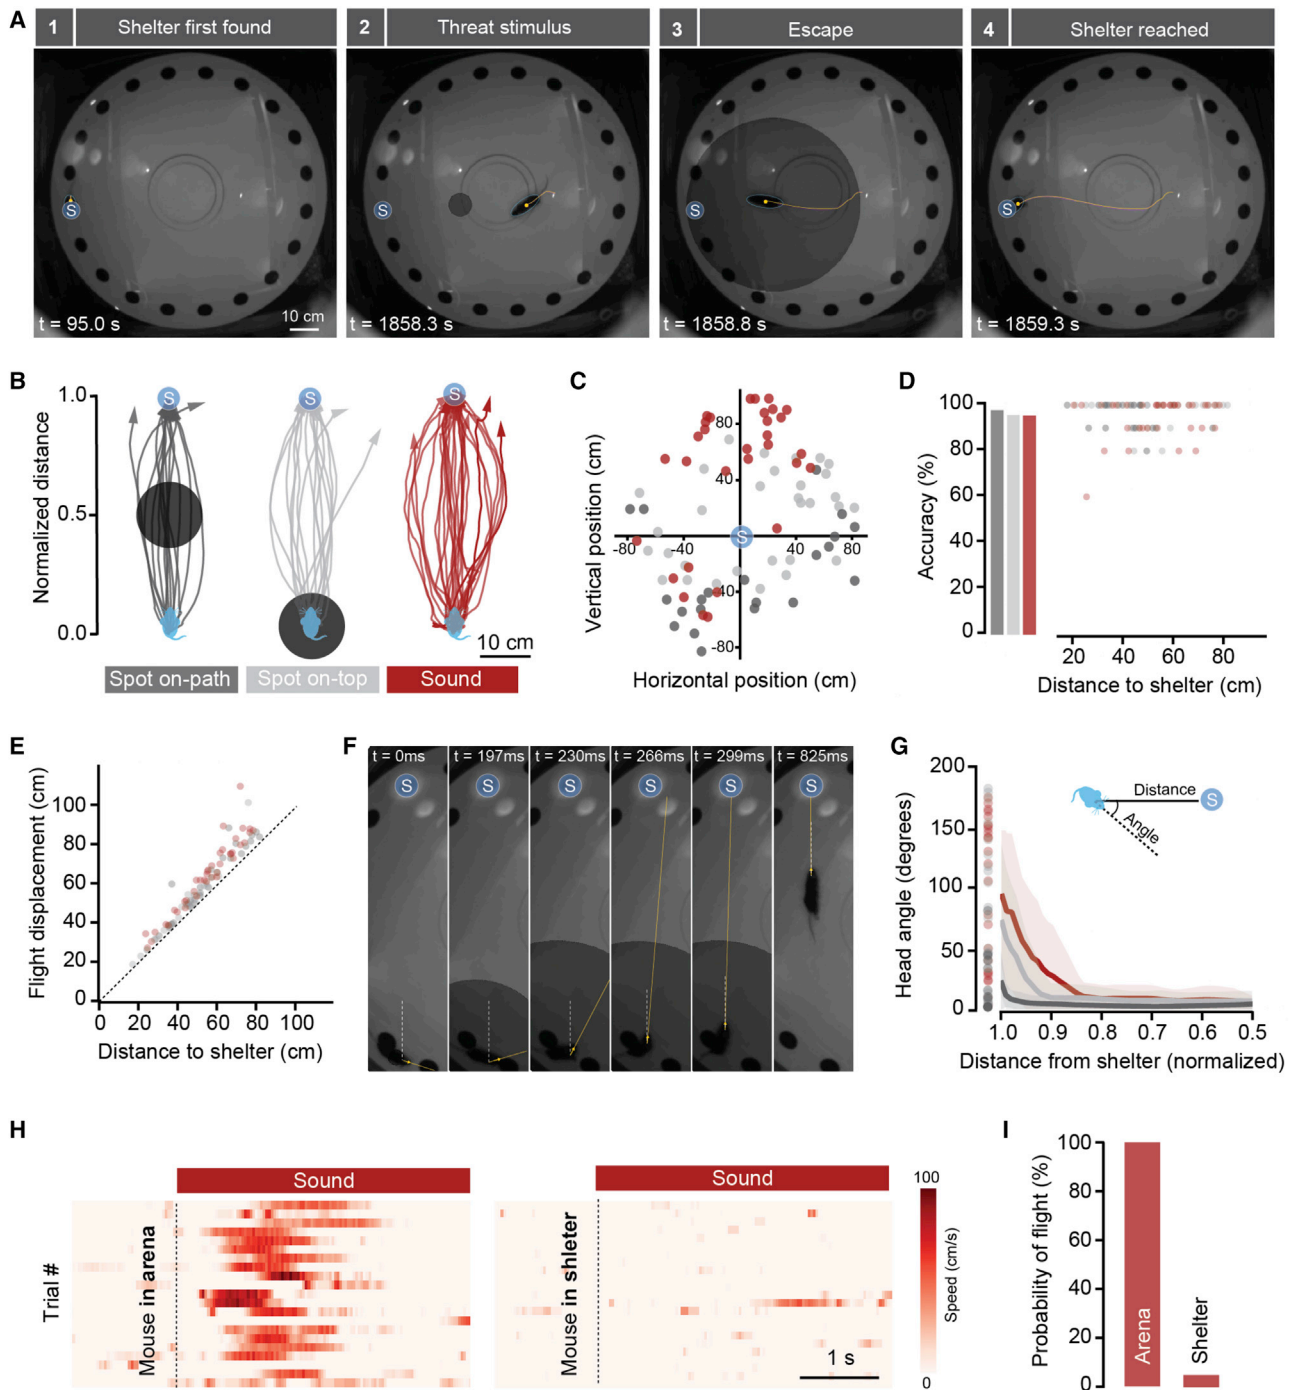 A
1 Shelter first found
2 Threat stimulus
3 Escape
4 Shelter reached
S
S
S
S
t = 95.0 s
10 cm
t = 1858.3 s
t = 1858.8 s
t = 1859.3 s
B
Normalized distance
1.0
0.5
0.0
S
S
S
10 cm
Spot on-path
Spot on-top
Sound
C
Vertical position (cm)
80
40
-80
-40
S
40
80
-40
-80
Horizontal position (cm)
D
Accuracy (%)
100
80
60
40
20
0
20 40 60 80
Distance to shelter (cm)
E
Flight displacement (cm)
100
80
60
40
20
0
0 20 40 60 80 100
Distance to shelter (cm)
F
t = 0ms
t = 197ms
t = 230ms
t = 266ms
t = 299ms
t = 825ms
S
S
S
S
S
S
G
Head angle (degrees)
200
150
100
50
0
Distance
S
Angle
1.0 0.9 0.8 0.7 0.6 0.5
Distance from shelter (normalized)
H
Trial #
Sound
Mouse in arena
Sound
Mouse in shleter
1 s
100
Speed (cm/s)
0
I
Probability of flight (%)
100
80
60
40
20
0
Arena
Shelter